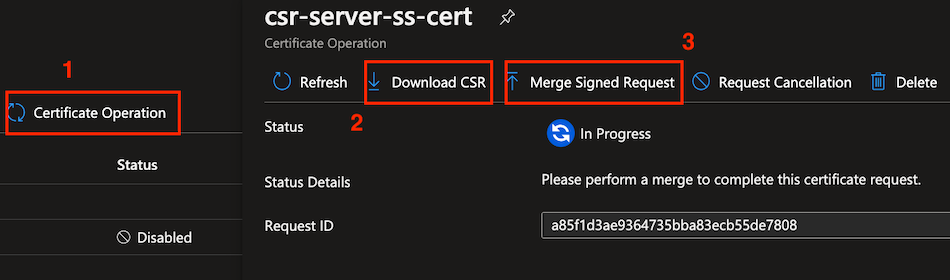 1
Certificate Operation
Status
Disabled
csr-server-ss-cert
Certificate Operation
3
Refresh Download CSR Merge Signed Request Request Cancellation Delete
2
Status In Progress
Status Details Please perform a merge to complete this certificate request.
Request ID a85f1d3ae9364735bba83ecb55de7808